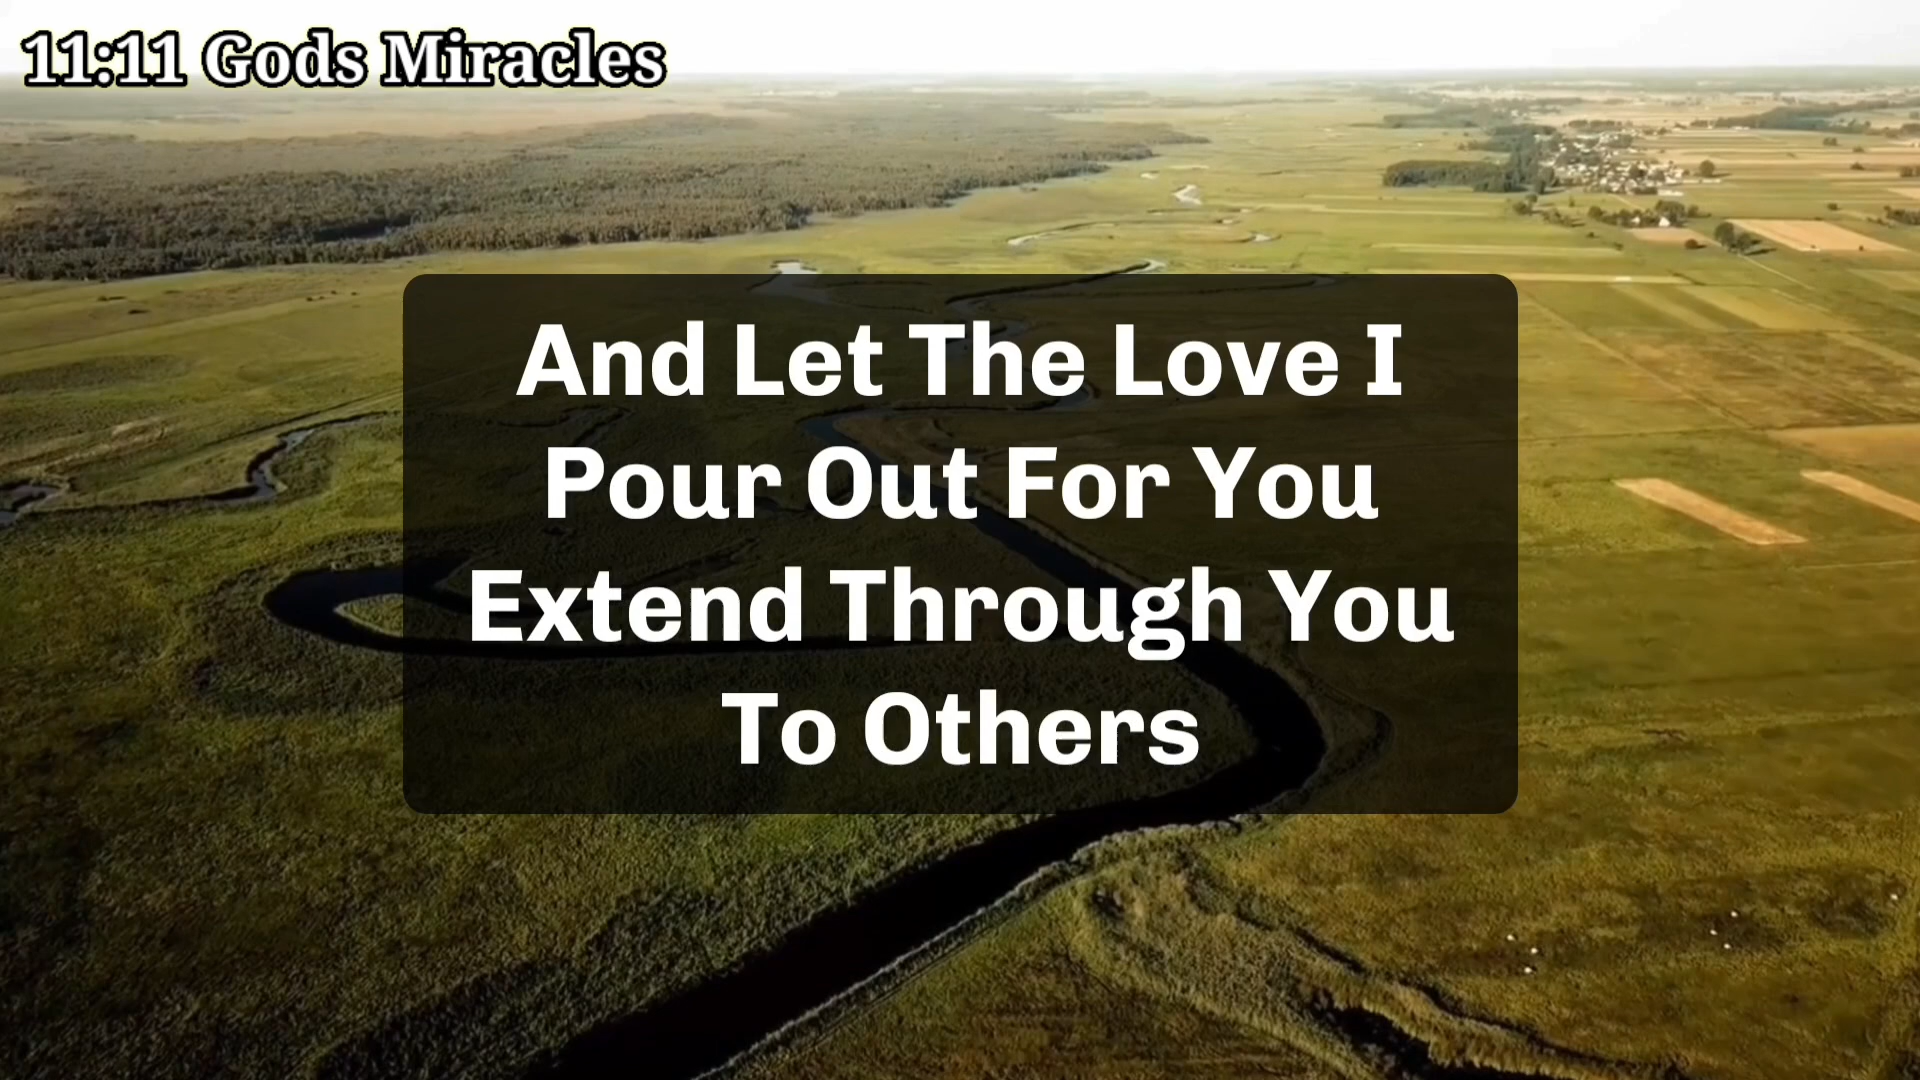 11:11 Gods Miracles
And Let The Love I
Pour Out For You
Extend Through You
To Others